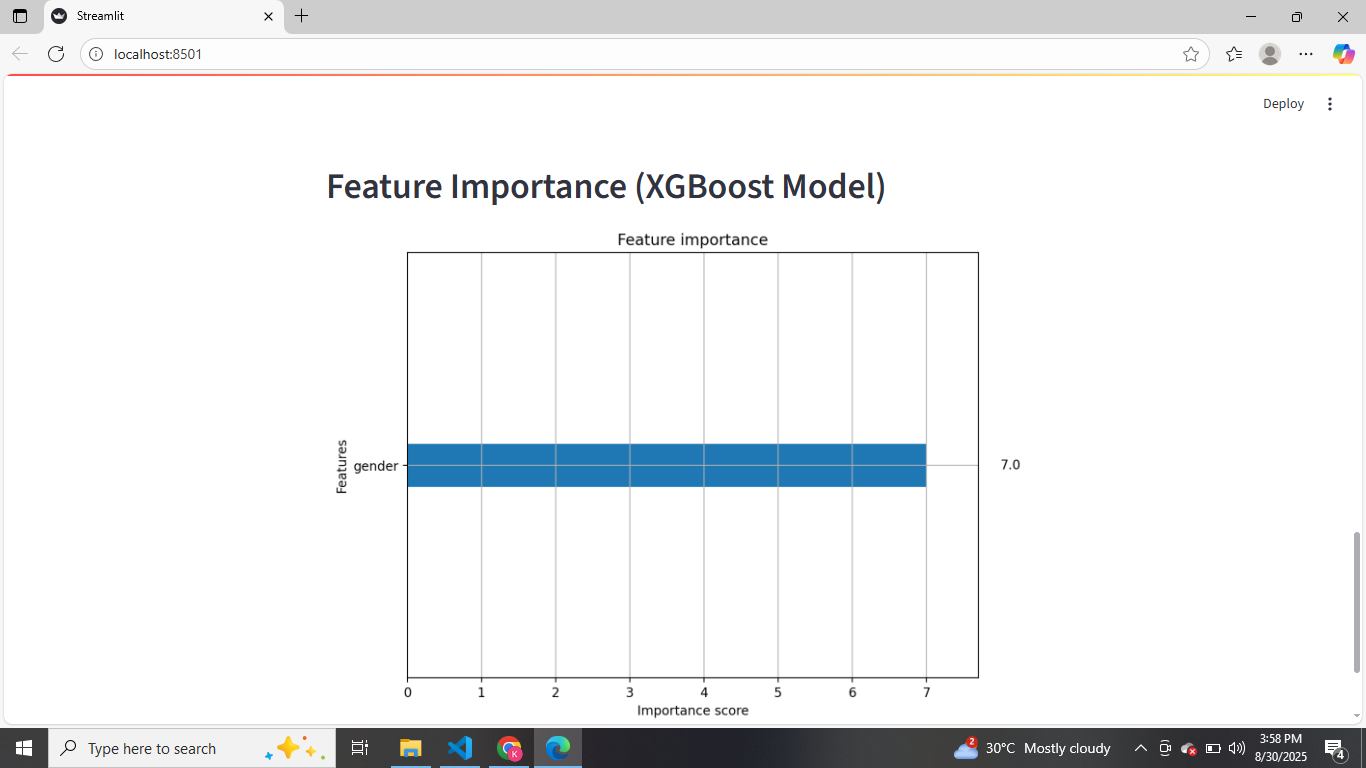 Streamlit
localhost:8501
Deploy
Feature Importance (XGBoost Model)
Feature importance
Features
gender
7.0
0 1 2 3 4 5 6 7
Importance score
Type here to search
K
2
30°C Mostly cloudy
3:58 PM
8/30/2025
4